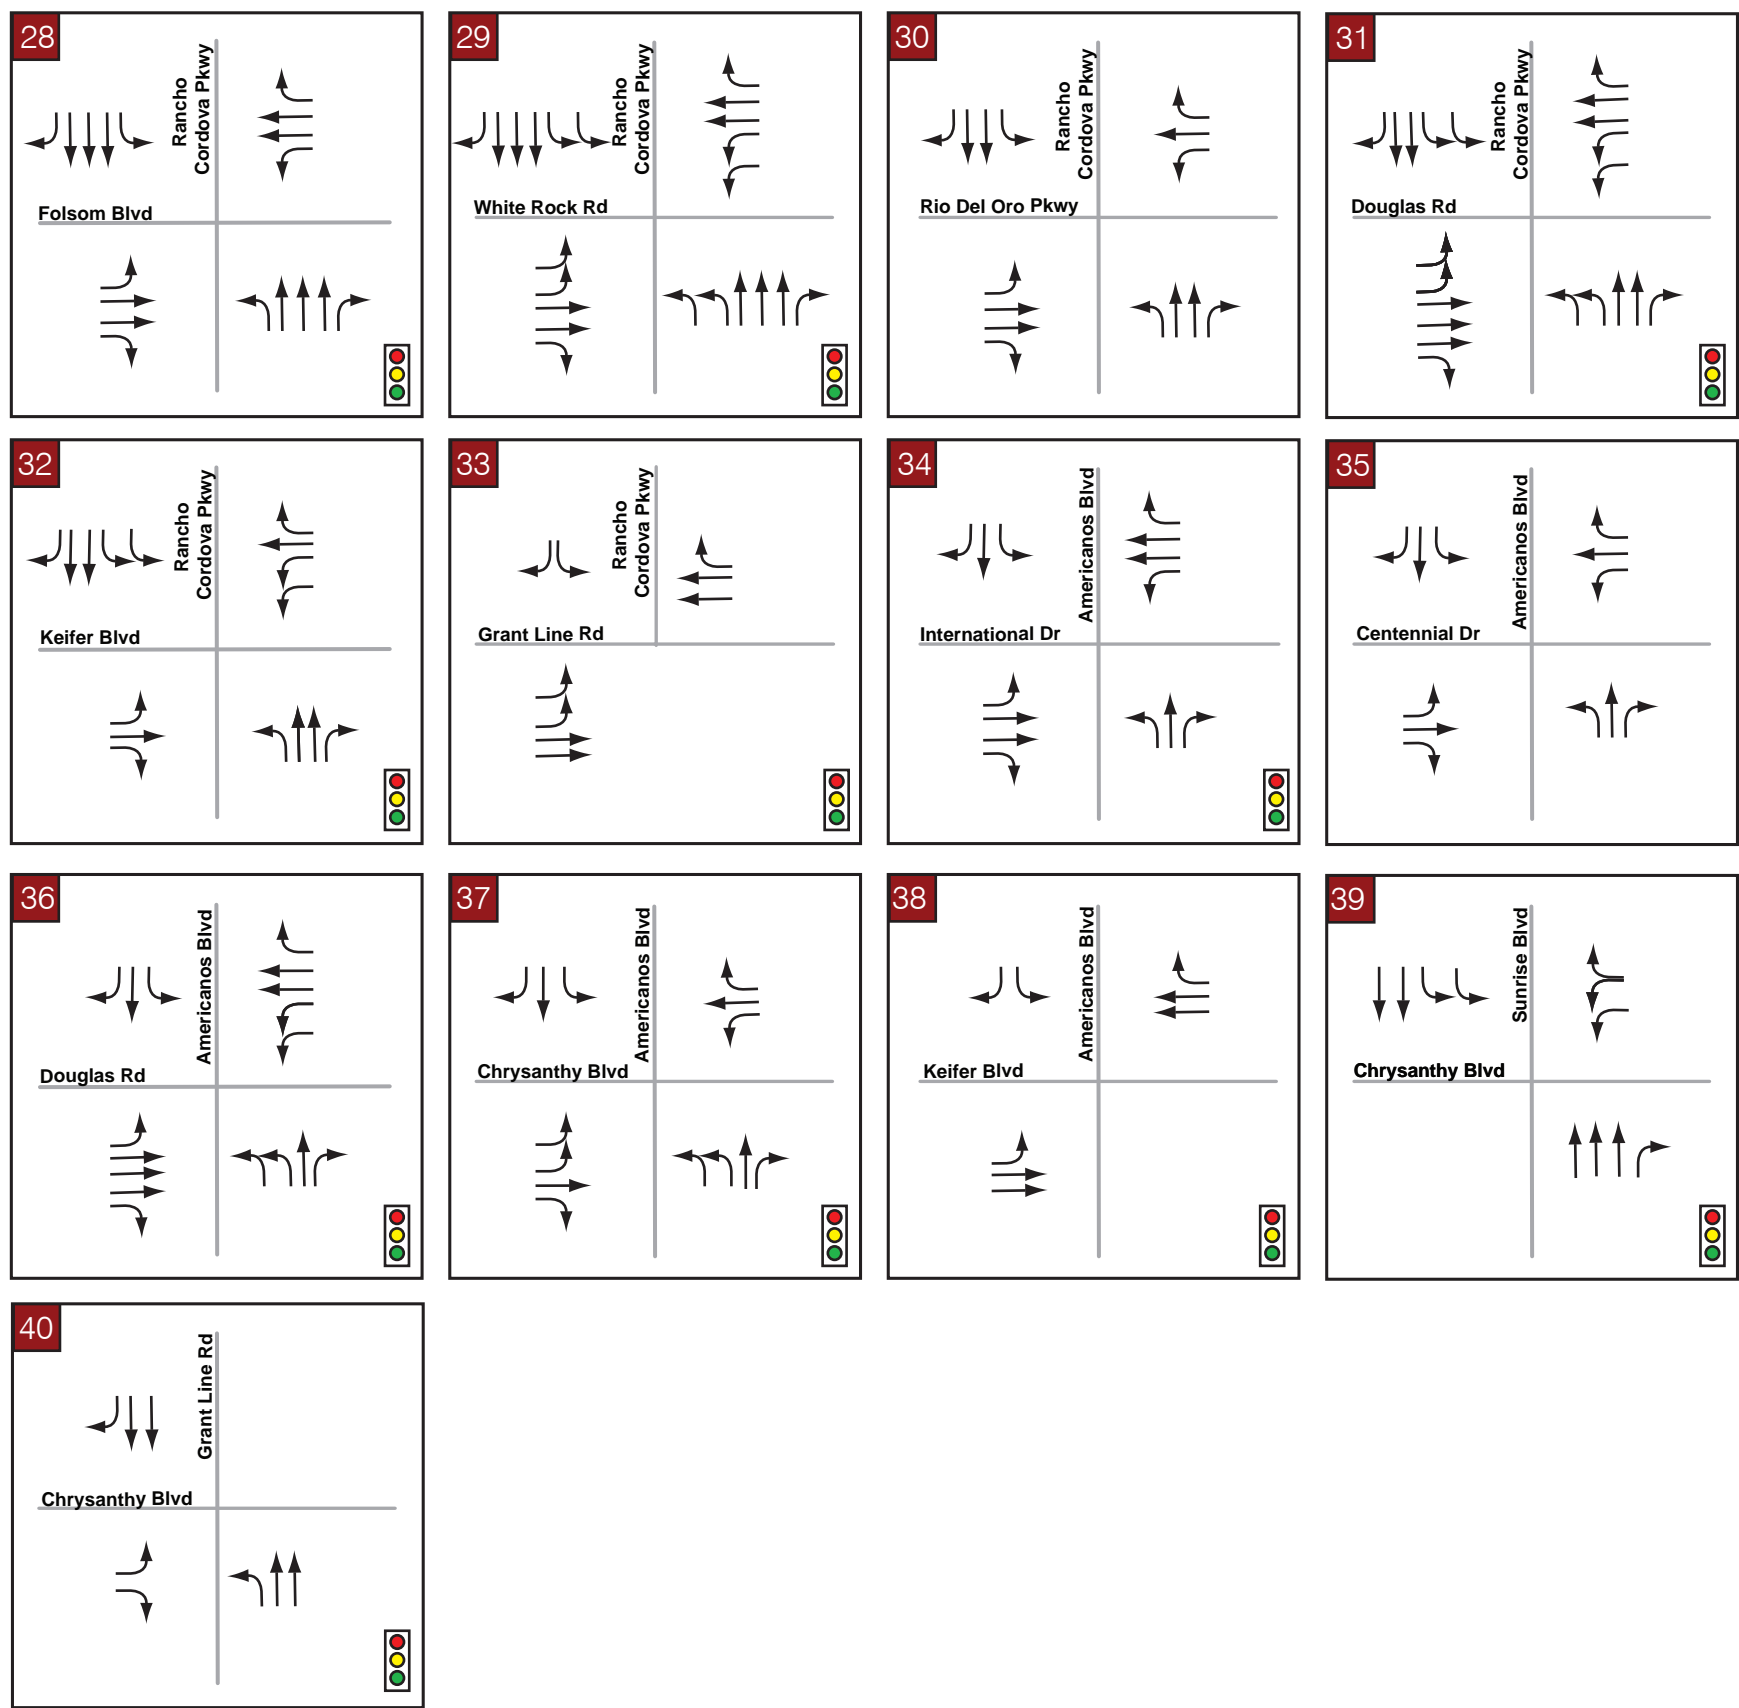 28
Rancho
Cordova Pkwy
Folsom Blvd
29
Rancho
Cordova Pkwy
White Rock Rd
30
Rancho
Cordova Pkwy
Rio Del Oro Pkwy
31
Rancho
Cordova Pkwy
Douglas Rd
32
Rancho
Cordova Pkwy
Keifer Blvd
33
Rancho
Cordova Pkwy
Grant Line Rd
34
Americanos Blvd
International Dr
35
Americanos Blvd
Centennial Dr
36
Americanos Blvd
Douglas Rd
37
Americanos Blvd
Chrysanthy Blvd
38
Americanos Blvd
Keifer Blvd
39
Sunrise Blvd
Chrysanthy Blvd
40
Grant Line Rd
Chrysanthy Blvd